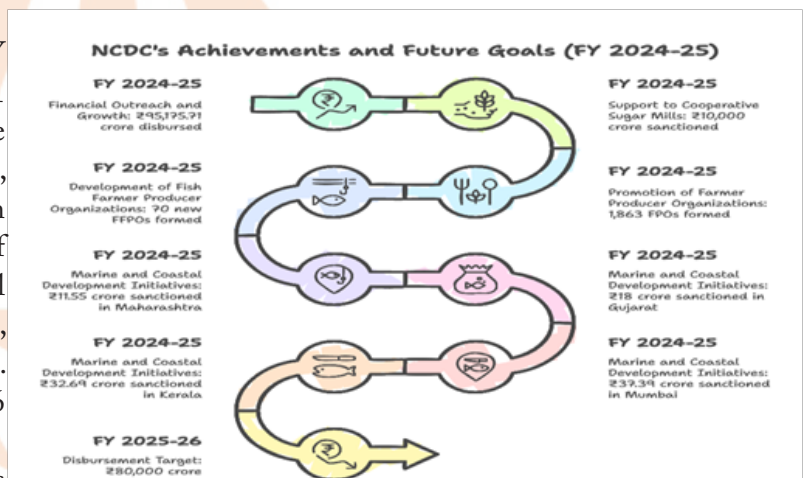 NCDC's Achievements and Future Goals (FY 2024-25)
FY 2024-25
Financial Outreach and
Growth: ₹95,175.71
crore disbursed
FY 2024-25
Support to Cooperative
Sugar Mills: ₹10,000
crore sanctioned
FY 2024-25
Development of Fish
Farmer Producer
Organizations: 70 new
FFPOs formed
FY 2024-25
Promotion of Farmer
Producer Organizations:
1,863 FPOs formed
FY 2024-25
Marine and Coastal
Development Initiatives:
₹11.55 crore sanctioned
in Maharashtra
FY 2024-25
Marine and Coastal
Development Initiatives:
₹18 crore sanctioned in
Gujarat
FY 2024-25
Marine and Coastal
Development Initiatives:
₹32.69 crore sanctioned
in Kerala
FY 2024-25
Marine and Coastal
Development Initiatives:
₹37.39 crore sanctioned
in Mumbai
FY 2025-26
Disbursement Target:
₹80,000 crore